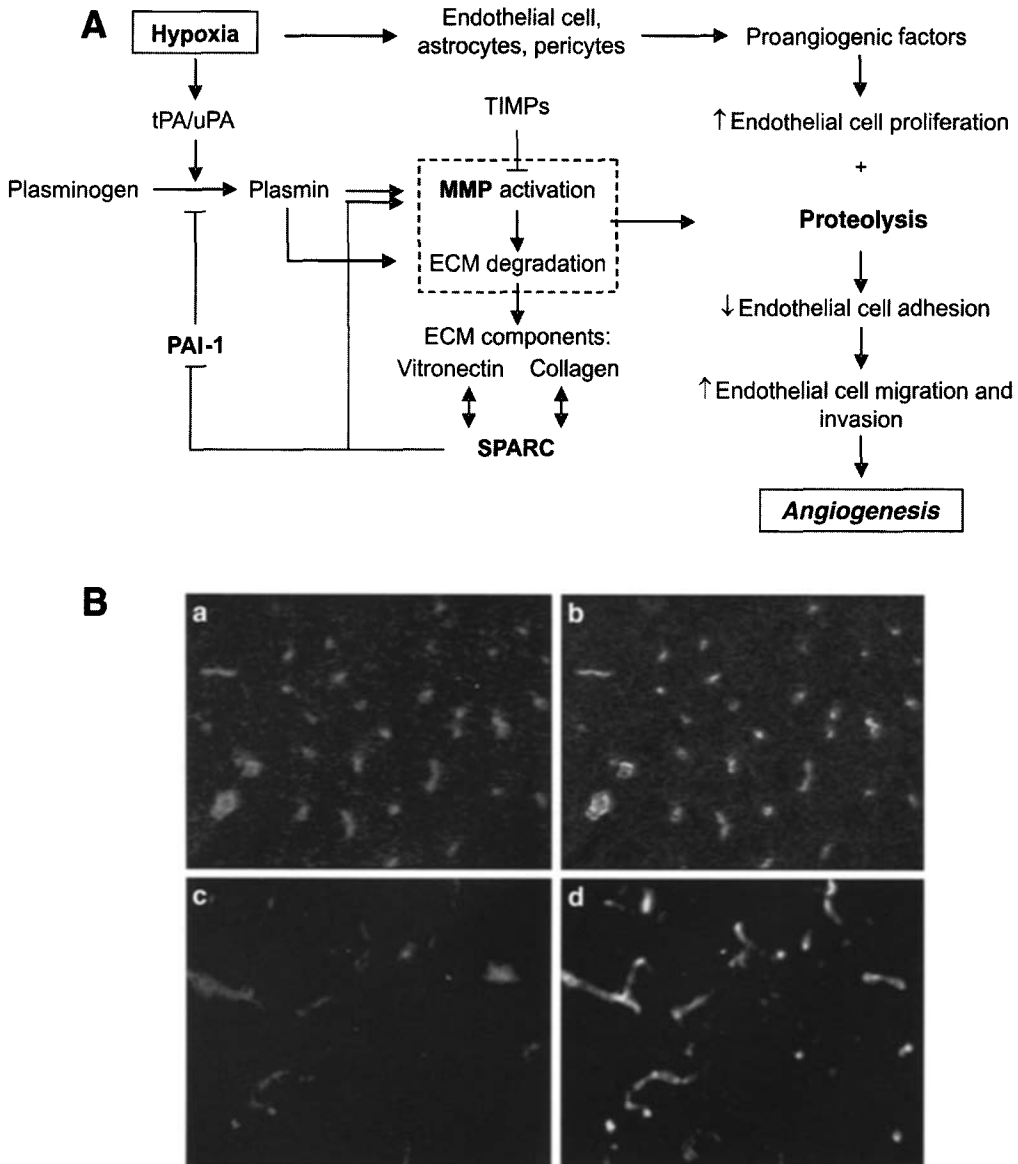 A
Hypoxia
Endothelial cell,
astrocytes, pericytes
Proangiogenic factors
tPA/uPA
TIMPs
↑Endothelial cell proliferation
+
Plasminogen
Plasmin
MMP activation
Proteolysis
ECM degradation
↓Endothelial cell adhesion
PAI-1
ECM components:
Vitronectin Collagen
↑Endothelial cell migration and
invasion
SPARC
Angiogenesis
B
a
b
c
d